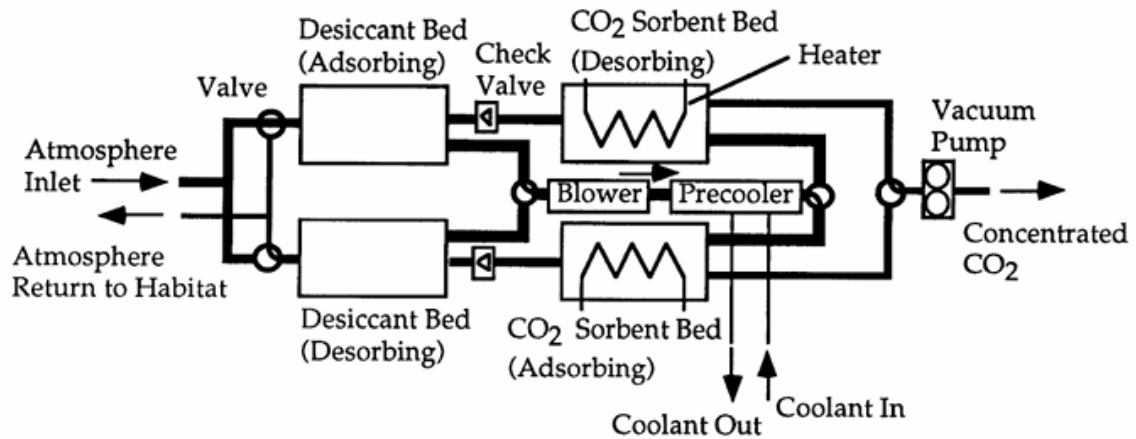 Desiccant Bed
(Adsorbing)
Check
Valve
CO2 Sorbent Bed
(Desorbing)
Heater
Valve
Vacuum
Pump
Atmosphere
Inlet
Blower
Precooler
Atmosphere
Return to Habitat
Concentrated
CO2
Desiccant Bed
(Desorbing)
CO2 Sorbent Bed
(Adsorbing)
Coolant Out
Coolant In